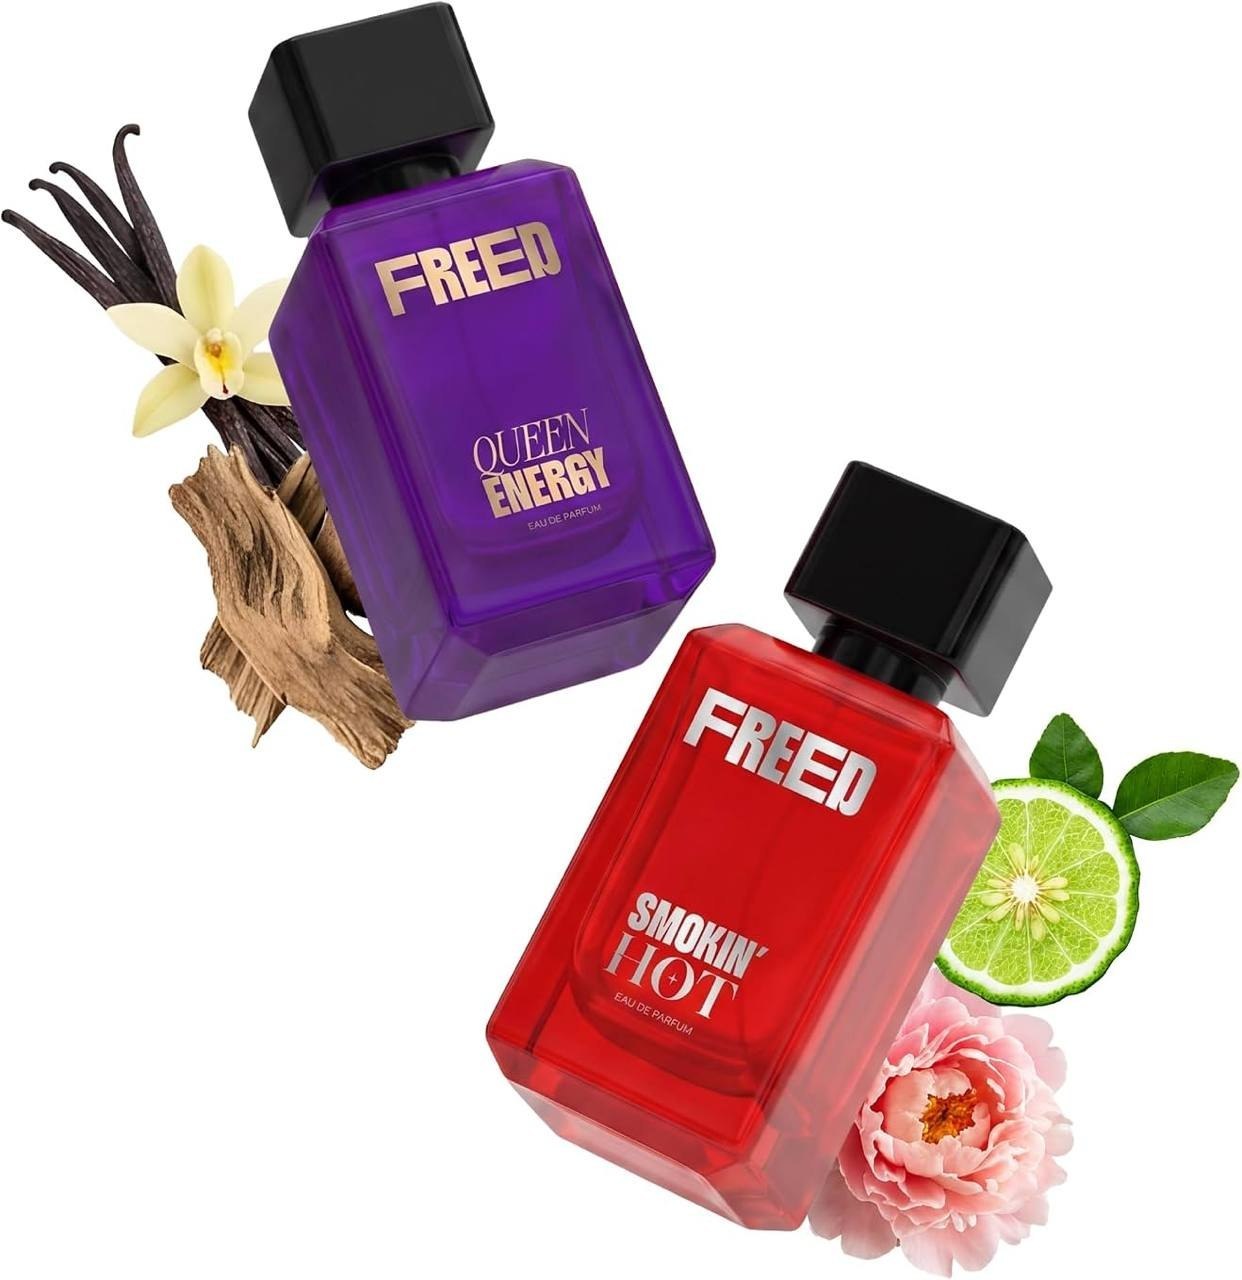 FREED
QUEEN
ENERGY
EAU DE PARFUM
FREED
SMOKIN'
HOT
EAU DE PARFUM